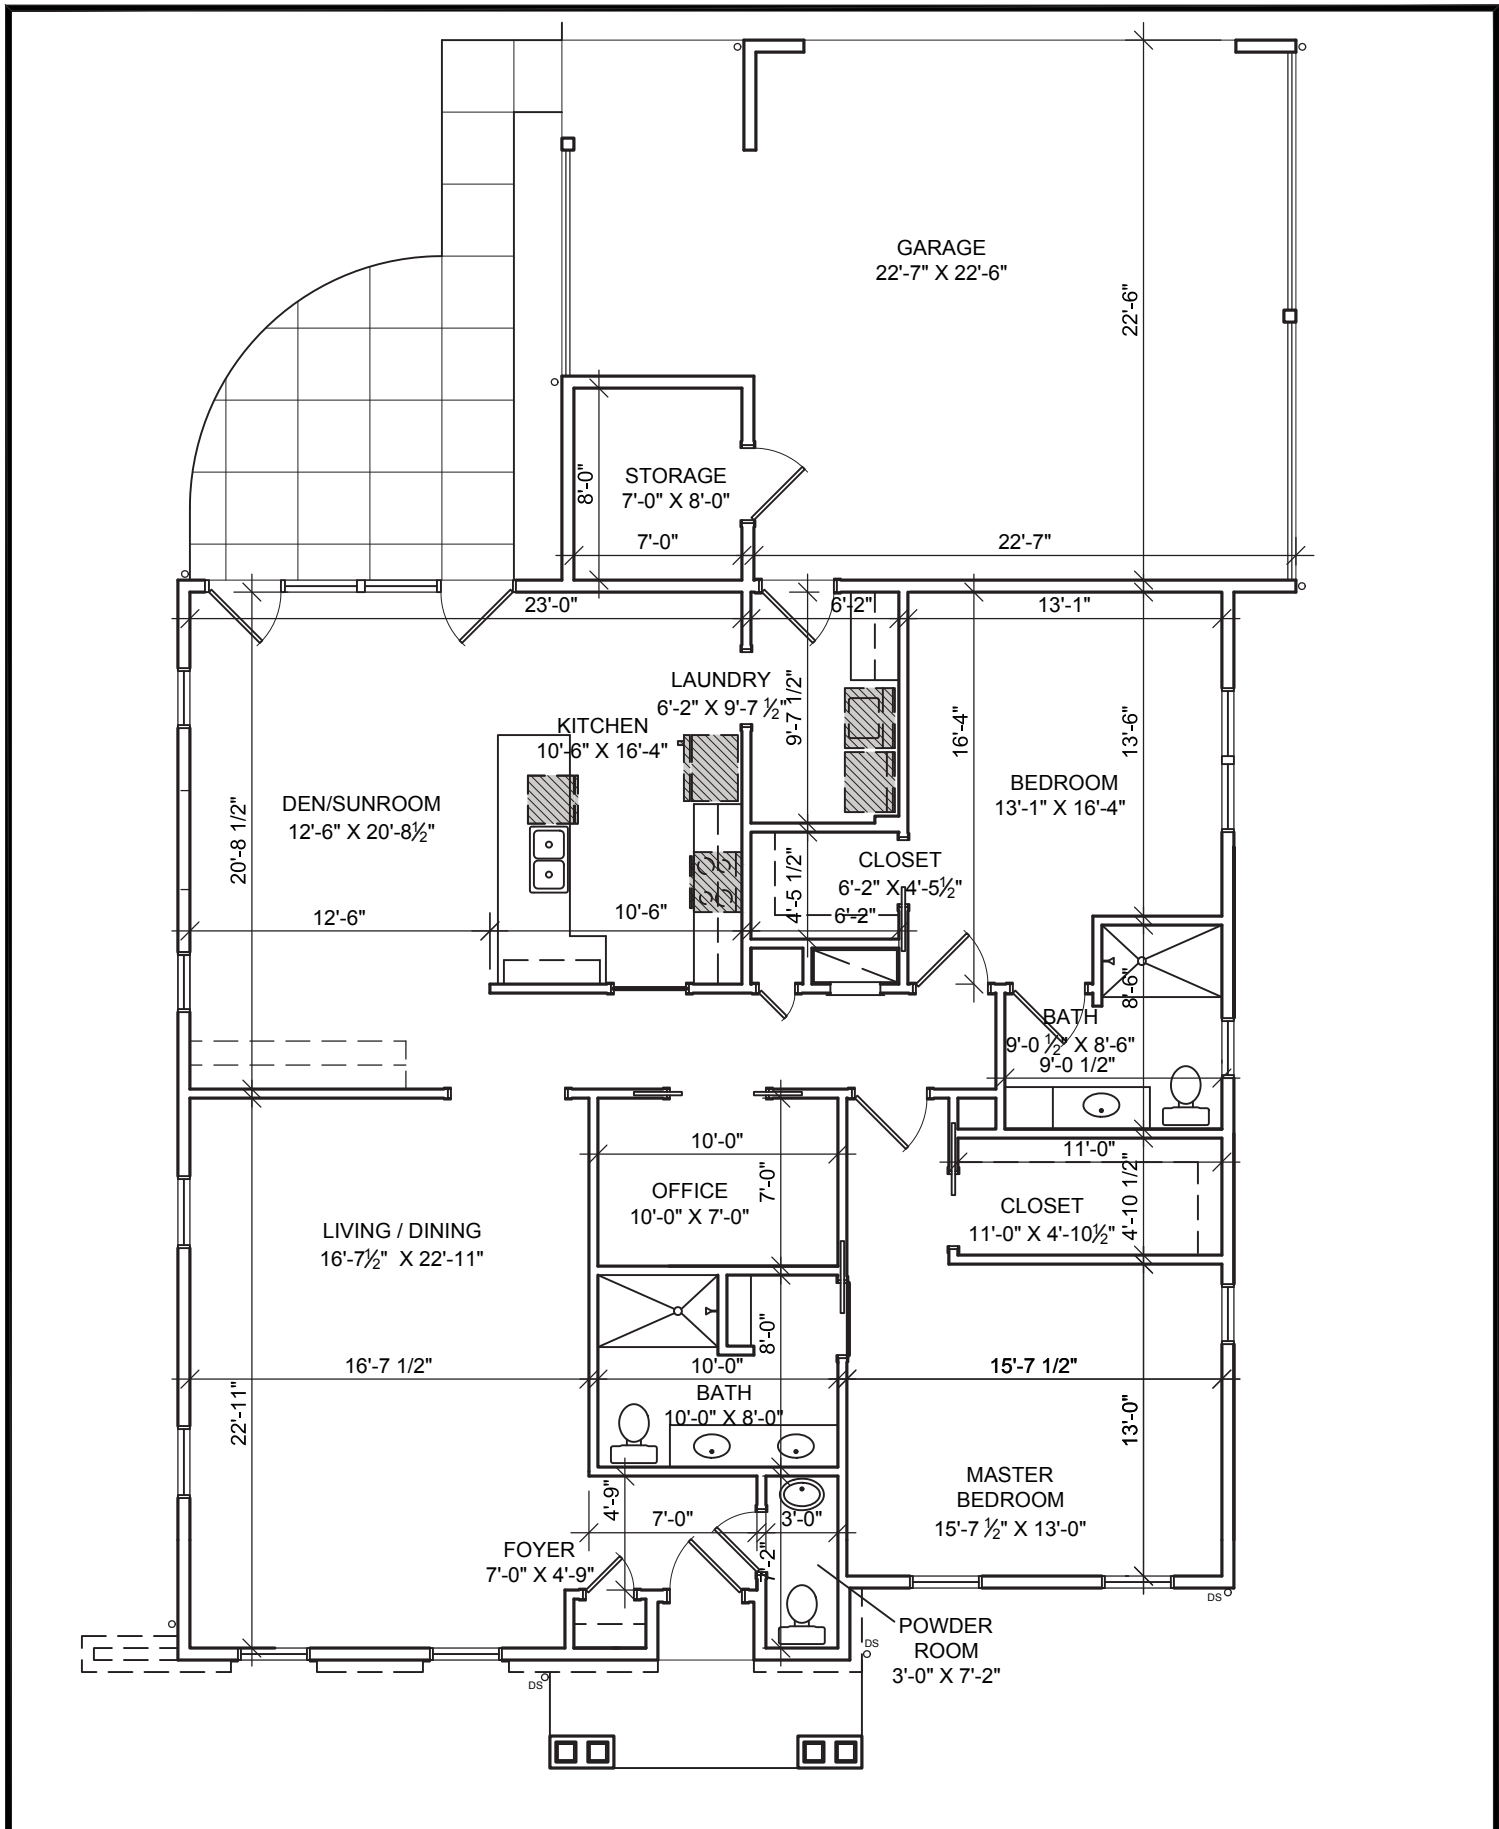 GARAGE
22'-7" X 22'-6"
22'-6"
STORAGE
7'-0" X 8'-0"
8'-0"
7'-0"
22'-7"
23'-0"
6'-2"
13'-1"
LAUNDRY
6'-2" X 9'-7 ½"
9'-7 1/2"
KITCHEN
10'-6" X 16'-4"
16'-4"
13'-6"
BEDROOM
13'-1" X 16'-4"
DEN/SUNROOM
12'-6" X 20'-8½"
20'-8 1/2"
CLOSET
6'-2" X 4'-5½"
4'-5 1/2"
12'-6"
10'-6"
6'-2"
8'-6"
BATH
9'-0 ½" X 8'-6"
9'-0 1/2"
10'-0"
11'-0"
OFFICE
10'-0" X 7'-0"
7'-0"
CLOSET
11'-0" X 4'-10½"
4'-10 1/2"
LIVING / DINING
16'-7½" X 22'-11"
8'-0"
16'-7 1/2"
10'-0"
15'-7 1/2"
BATH
10'-0" X 8'-0"
22'-11"
13'-0"
MASTER
BEDROOM
15'-7 ½" X 13'-0"
4'-9"
7'-0"
3'-0"
FOYER
7'-0" X 4'-9"
7'-2"
DS
POWDER
ROOM
3'-0" X 7'-2"
DS
DS